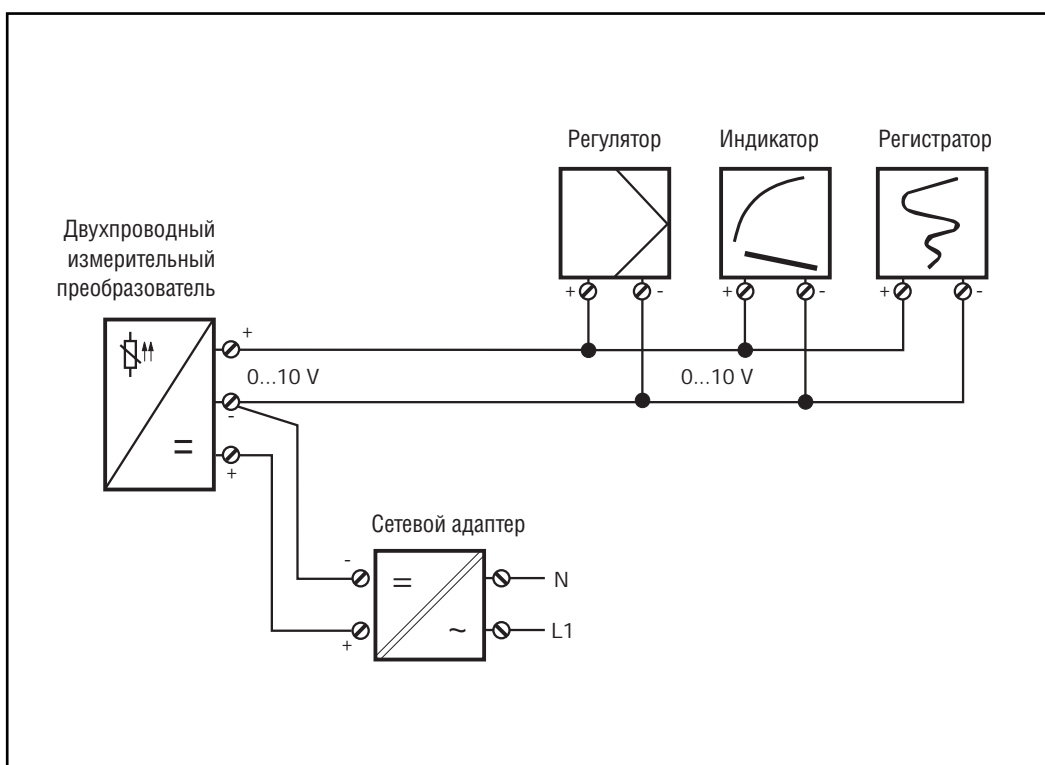 Регулятор
Индикатор
Регистратор
Двухпроводный
измерительный
преобразователь
+ - + - + -
+
0...10 V
0...10 V
-
+
Сетевой адаптер
-
=
=
N
+
~
L1